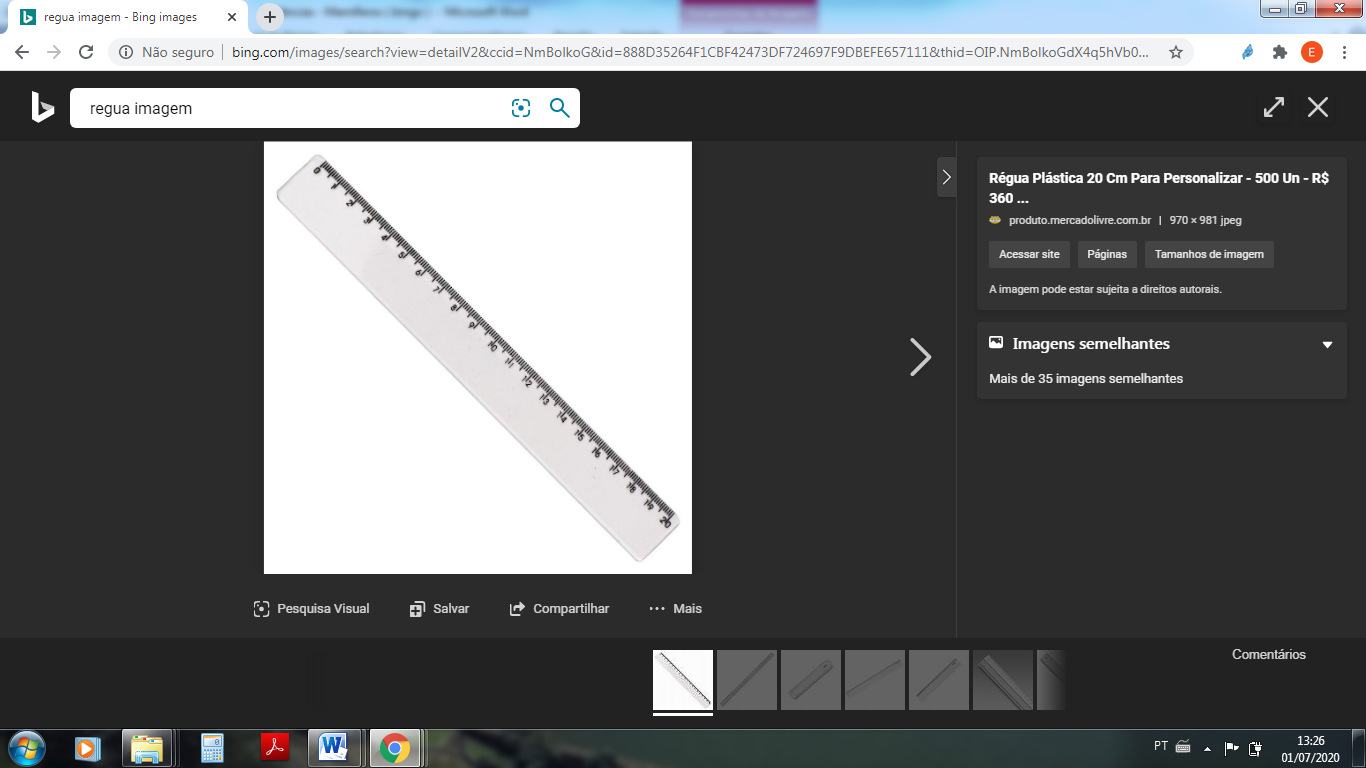 regua imagem - Bing images
Não seguro
bing.com/images/search?view=detailV2&ccid=NmBoIkoG&id=888D35264F1CBF42473DF724697F9DBEFE657111&thid=OIP.NmBoIkoGdX4q5hVb0...
E
regua imagem
0 1 2 3 4 5 6 7 8 9 10 11 12 13 14 15 16 17 18 19 20
Régua Plástica 20 Cm Para Personalizar - 500 Un - R$
360 ...
produto.mercadolivre.com.br | 970 × 981 jpeg
Acessar site Páginas Tamanhos de imagem
A imagem pode estar sujeita a direitos autorais.
Imagens semelhantes
Mais de 35 imagens semelhantes
Pesquisa Visual Salvar Compartilhar Mais
Comentários
PT
13:26
01/07/2020